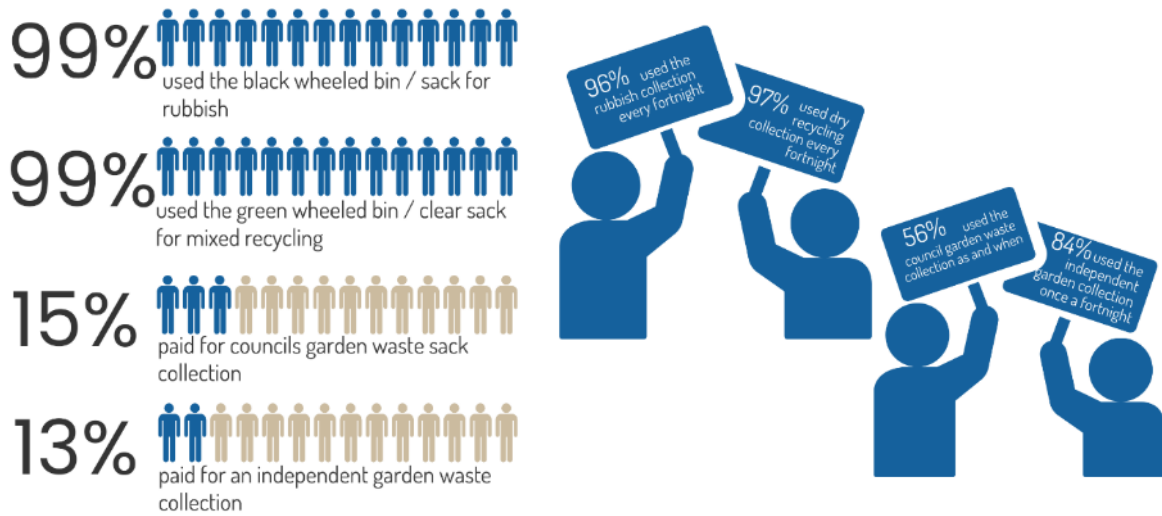 99%
used the black wheeled bin / sack for
rubbish
99%
used the green wheeled bin / clear sack
for mixed recycling
15%
paid for councils garden waste sack
collection
13%
paid for an independent garden waste
collection
96% used the
rubbish collection
every fortnight
97% used dry
recycling
collection every
fortnight
56% used the
council garden waste
collection as and when
84% used the
independent
garden collection
once a fortnight